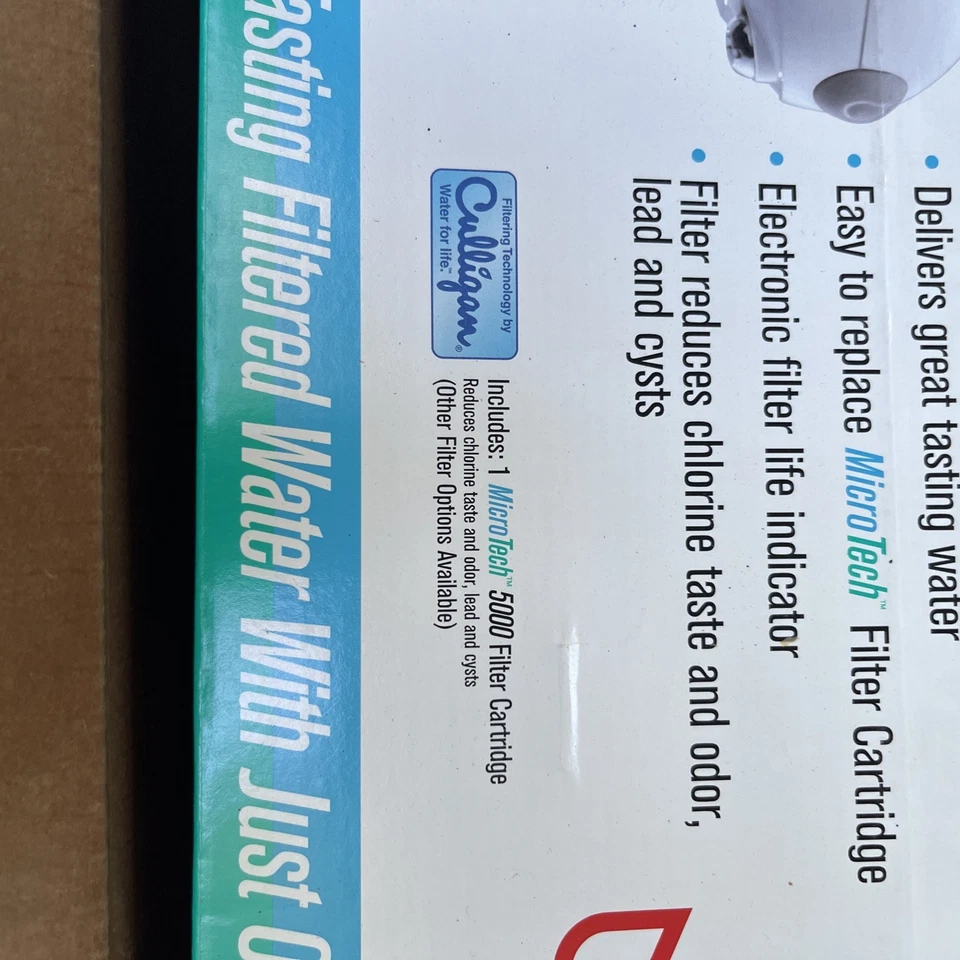 • Delivers great tasting water
• Easy to replace MicroTech™ Filter Cartridge
• Electronic filter life indicator
• Filter reduces chlorine taste and odor,
lead and cysts
Filtering Technology by
Culligan®
Water for life.™
Includes: 1 MicroTech™ 5000 Filter Cartridge
Reduces chlorine taste and odor, lead and cysts
(Other Filter Options Available)
asting Filtered Water With Just